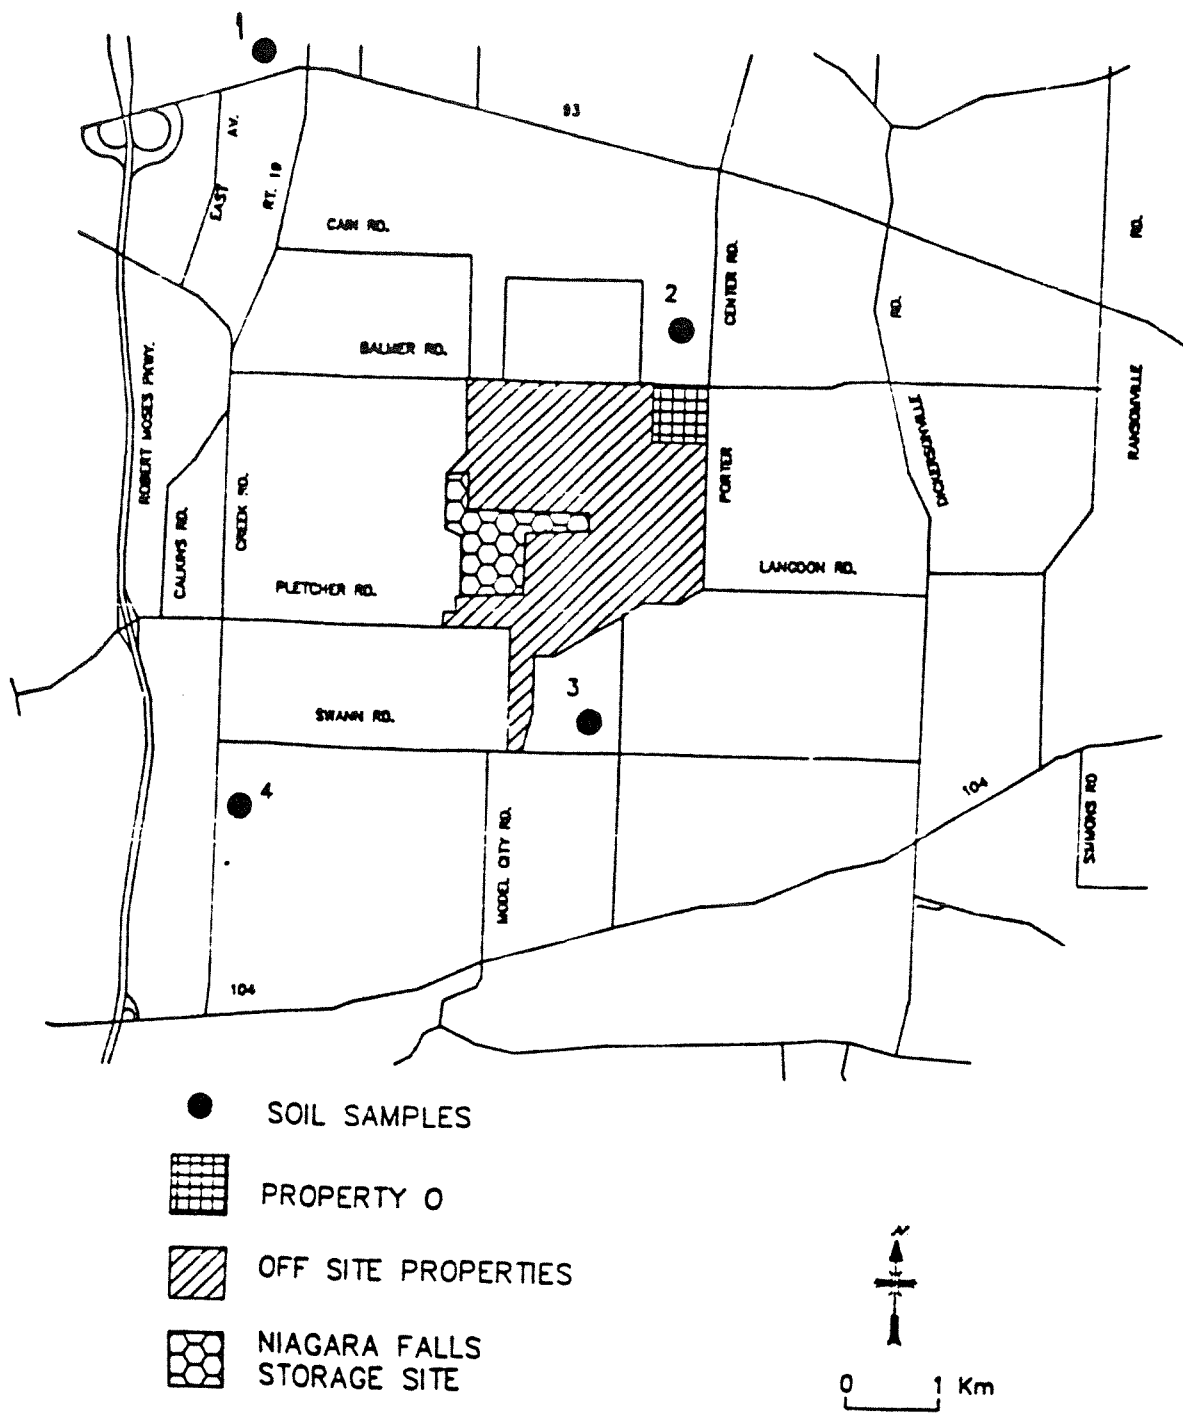 1
93
EAST AV.
RT. 18
CAIN RD.
2
CENTER RD.
RD.
RD.
BALMER RD.
ROBERT MOSES PKWY.
RANSOMVILLE
DICKERSONVILLE
PORTER
CREEK RD.
CALKINS RD.
LANGDON RD.
PLETCHER RD.
3
SWANN RD.
4
104
SIMMONS RD
MODEL CITY RD.
104
SOIL SAMPLES
PROPERTY O
OFF SITE PROPERTIES
NIAGARA FALLS
STORAGE SITE
N
0 1 Km